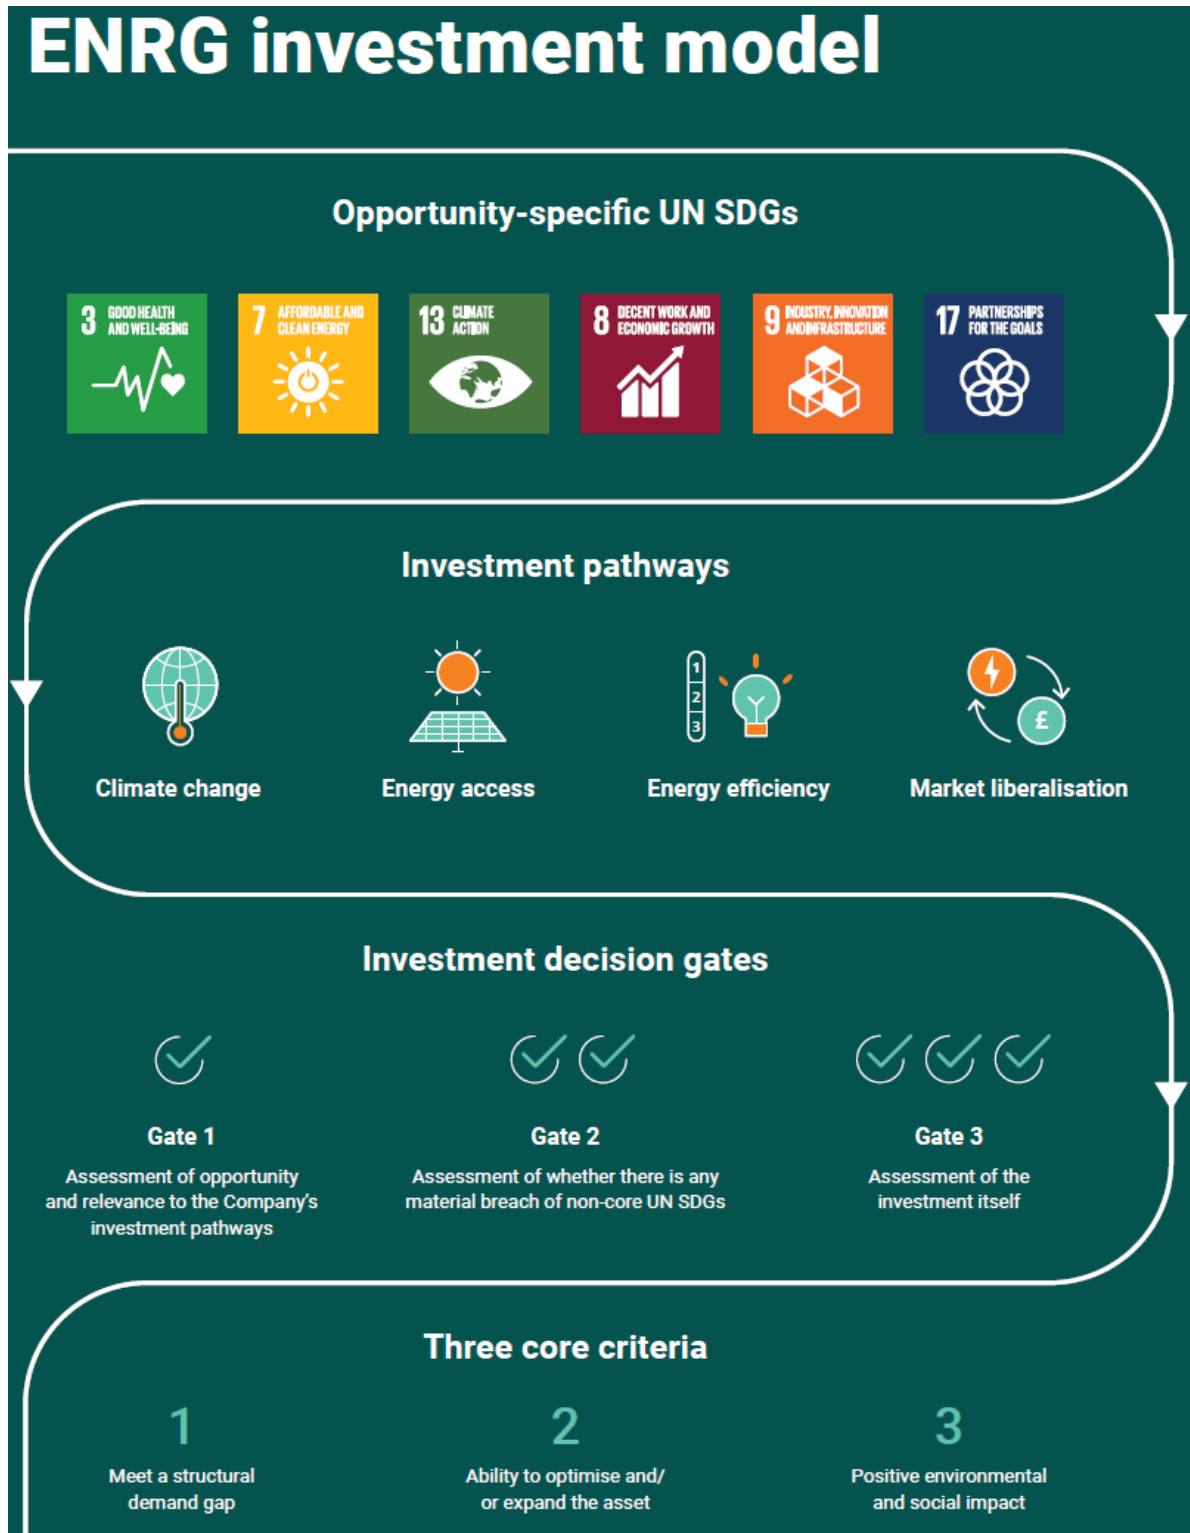 ENRG investment model
Opportunity-specific UN SDGs
3 GOOD HEALTH
AND WELL-BEING
7 AFFORDABLE AND
CLEAN ENERGY
13 CLIMATE
ACTION
8 DECENT WORK AND
ECONOMIC GROWTH
9 INDUSTRY, INNOVATION
AND INFRASTRUCTURE
17 PARTNERSHIPS
FOR THE GOALS
Investment pathways
1
2
3
£
Climate change
Energy access
Energy efficiency
Market liberalisation
Investment decision gates
Gate 1
Assessment of opportunity
and relevance to the Company’s
investment pathways
Gate 2
Assessment of whether there is any
material breach of non-core UN SDGs
Gate 3
Assessment of the
investment itself
Three core criteria
1
Meet a structural
demand gap
2
Ability to optimise and/
or expand the asset
3
Positive environmental
and social impact